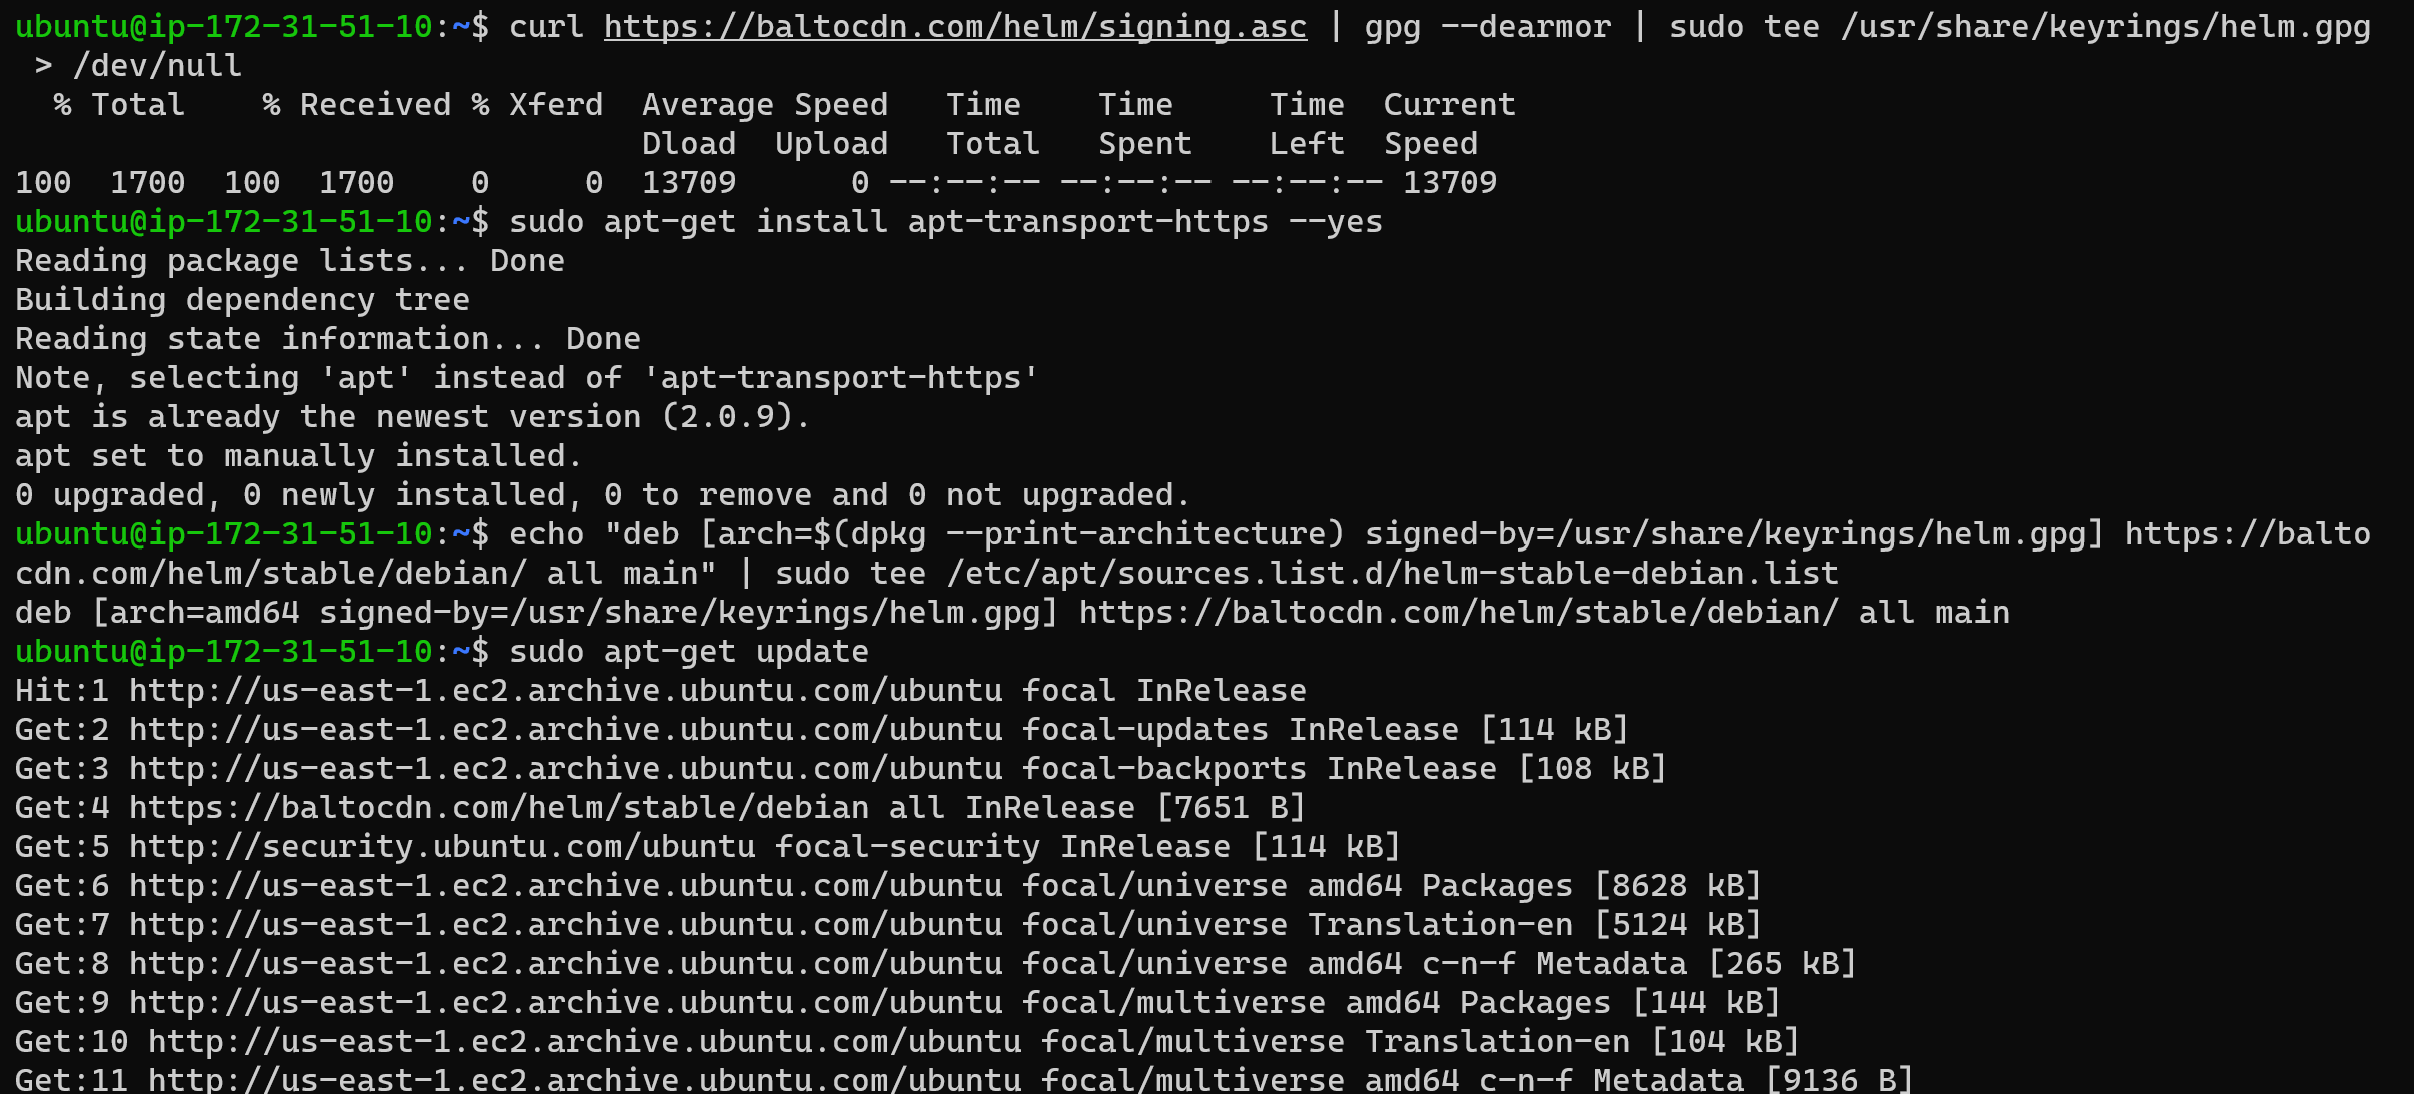 ubuntu@ip-172-31-51-10:~$ curl https://baltocdn.com/helm/signing.asc | gpg --dearmor | sudo tee /usr/share/keyrings/helm.gpg
 > /dev/null
  % Total    % Received % Xferd  Average Speed   Time    Time     Time  Current
                                 Dload  Upload   Total   Spent    Left  Speed
100  1700  100  1700    0     0  13709      0 --:--:-- --:--:-- --:--:-- 13709
ubuntu@ip-172-31-51-10:~$ sudo apt-get install apt-transport-https --yes
Reading package lists... Done
Building dependency tree
Reading state information... Done
Note, selecting 'apt' instead of 'apt-transport-https'
apt is already the newest version (2.0.9).
apt set to manually installed.
0 upgraded, 0 newly installed, 0 to remove and 0 not upgraded.
ubuntu@ip-172-31-51-10:~$ echo "deb [arch=$(dpkg --print-architecture) signed-by=/usr/share/keyrings/helm.gpg] https://balto
cdn.com/helm/stable/debian/ all main" | sudo tee /etc/apt/sources.list.d/helm-stable-debian.list
deb [arch=amd64 signed-by=/usr/share/keyrings/helm.gpg] https://baltocdn.com/helm/stable/debian/ all main
ubuntu@ip-172-31-51-10:~$ sudo apt-get update
Hit:1 http://us-east-1.ec2.archive.ubuntu.com/ubuntu focal InRelease
Get:2 http://us-east-1.ec2.archive.ubuntu.com/ubuntu focal-updates InRelease [114 kB]
Get:3 http://us-east-1.ec2.archive.ubuntu.com/ubuntu focal-backports InRelease [108 kB]
Get:4 https://baltocdn.com/helm/stable/debian all InRelease [7651 B]
Get:5 http://security.ubuntu.com/ubuntu focal-security InRelease [114 kB]
Get:6 http://us-east-1.ec2.archive.ubuntu.com/ubuntu focal/universe amd64 Packages [8628 kB]
Get:7 http://us-east-1.ec2.archive.ubuntu.com/ubuntu focal/universe Translation-en [5124 kB]
Get:8 http://us-east-1.ec2.archive.ubuntu.com/ubuntu focal/universe amd64 c-n-f Metadata [265 kB]
Get:9 http://us-east-1.ec2.archive.ubuntu.com/ubuntu focal/multiverse amd64 Packages [144 kB]
Get:10 http://us-east-1.ec2.archive.ubuntu.com/ubuntu focal/multiverse Translation-en [104 kB]
Get:11 http://us-east-1.ec2.archive.ubuntu.com/ubuntu focal/multiverse amd64 c-n-f Metadata [9136 B]